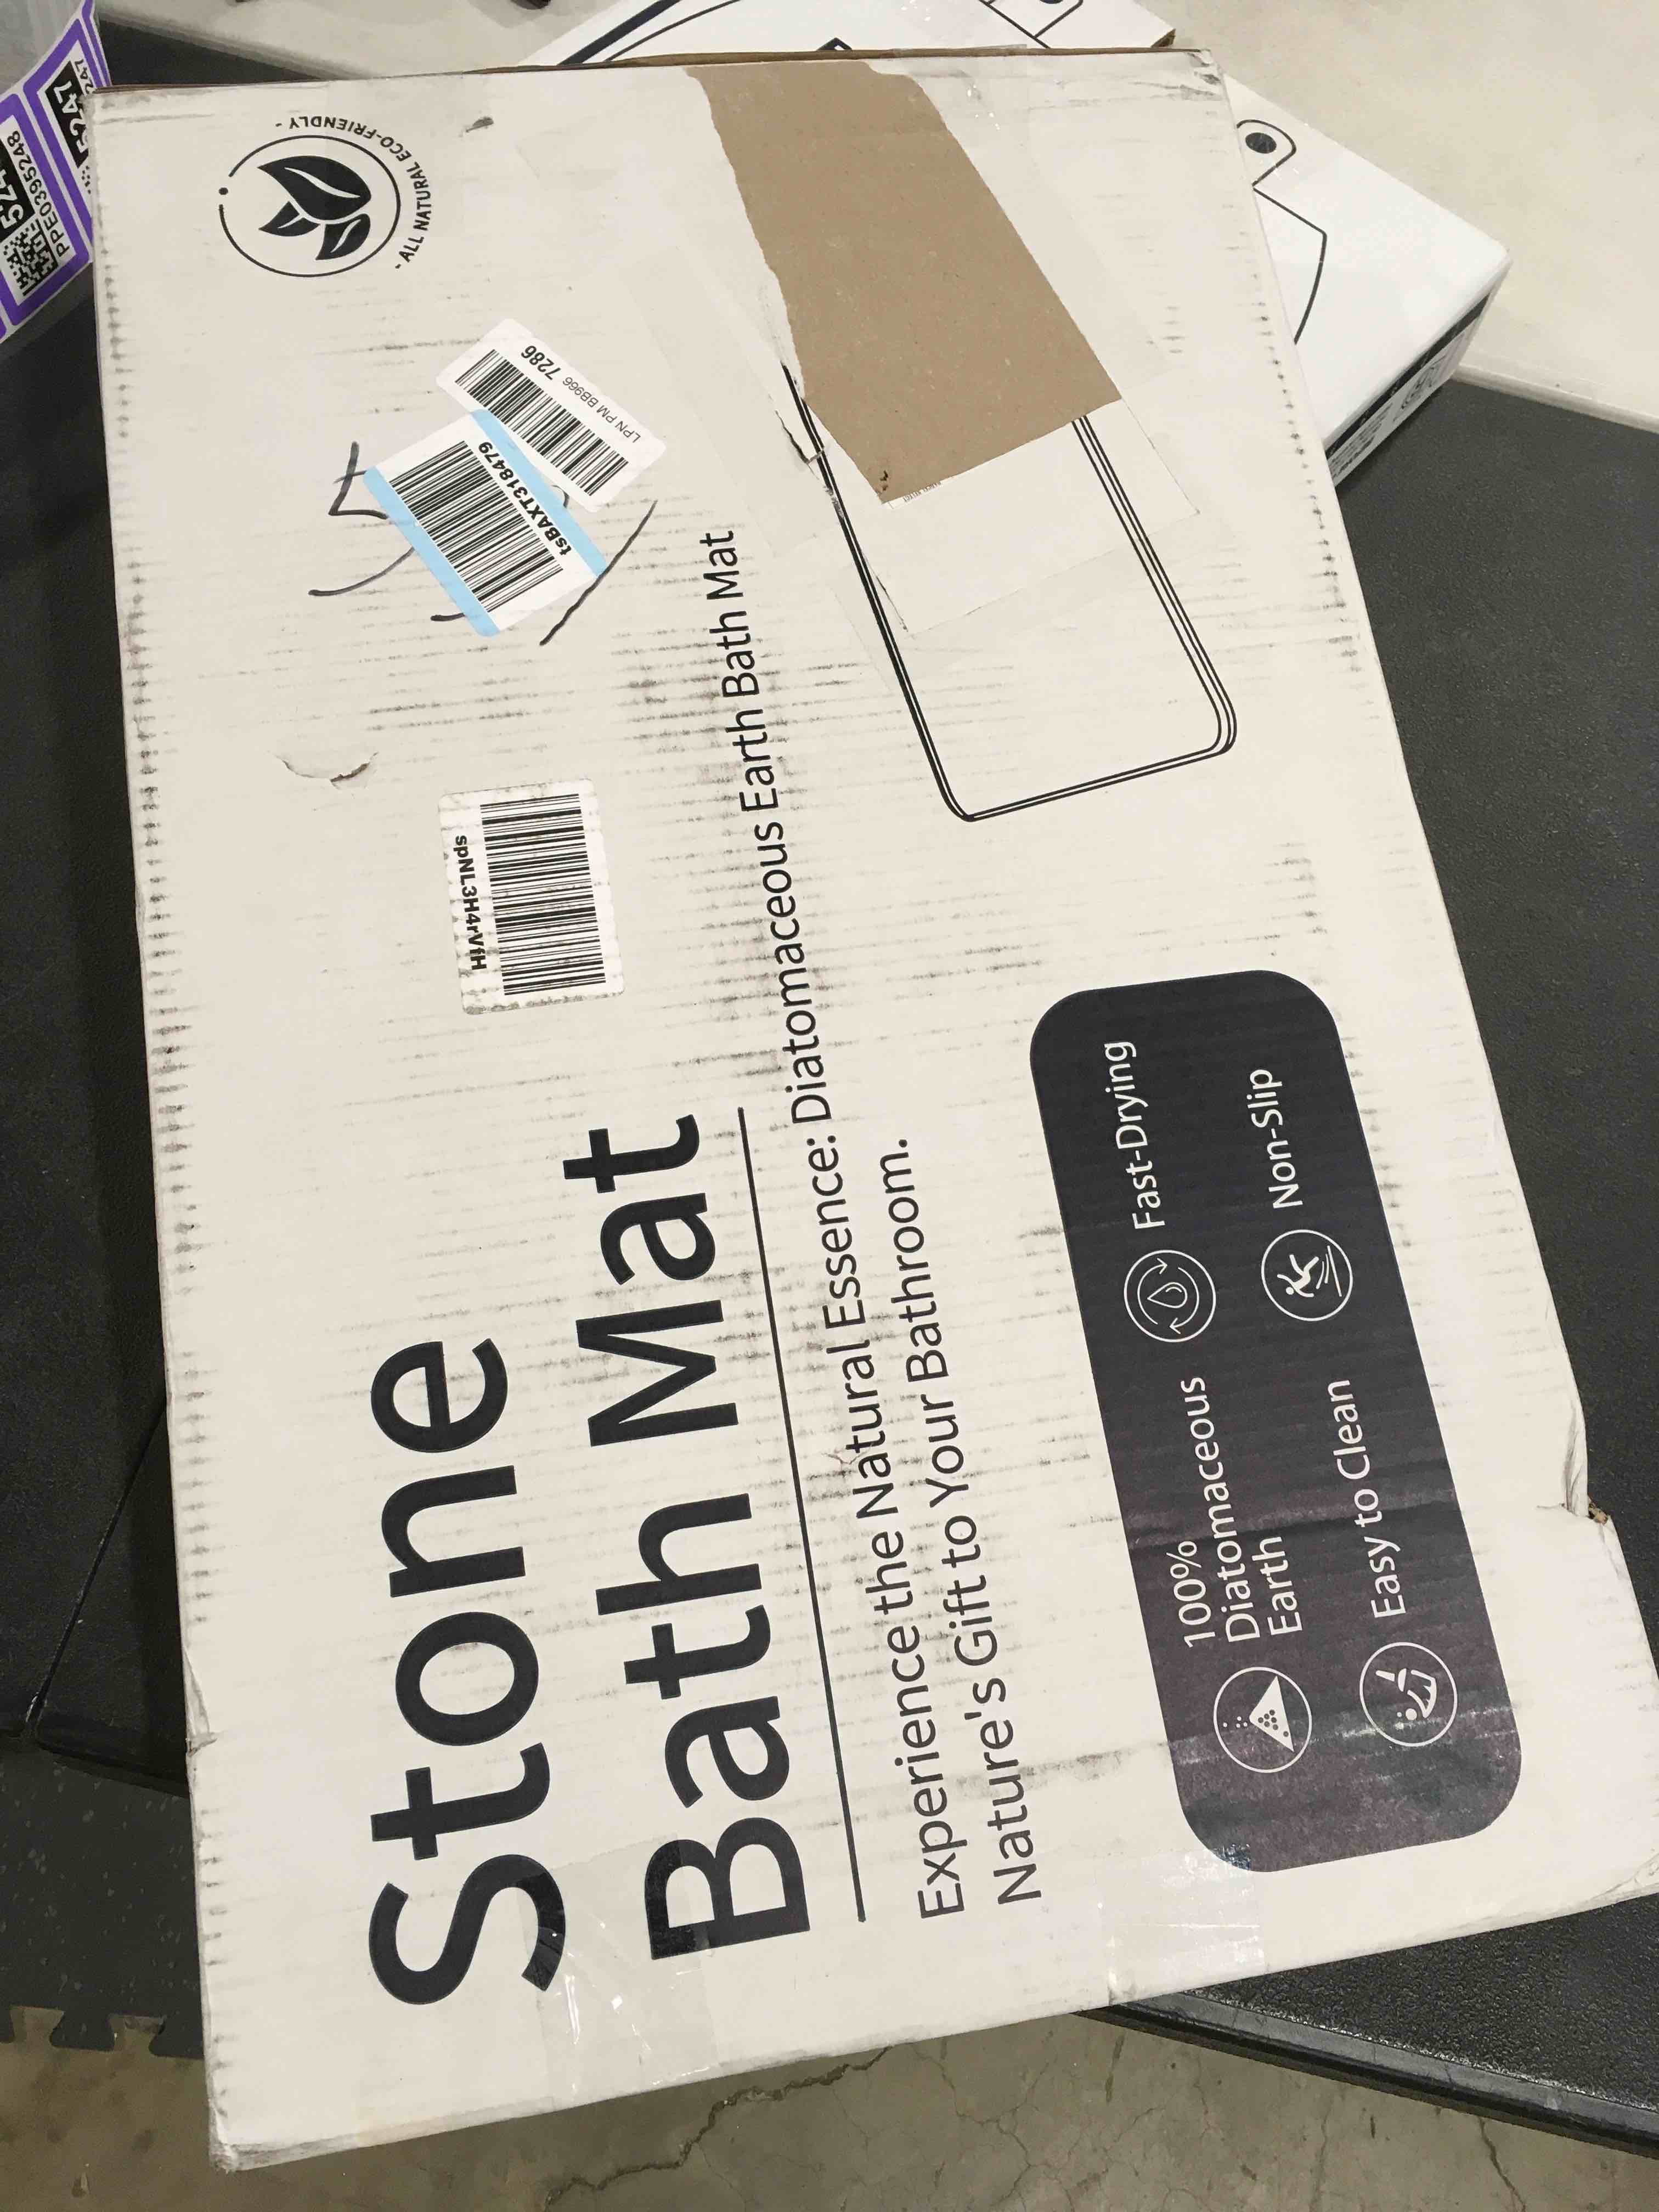 Stone
Bath Mat
Experience the Natural Essence: Diatomaceous Earth Bath Mat
Nature's Gift to Your Bathroom.
100%
Diatomaceous
Earth
Fast-Drying
Easy to Clean
Non-Slip
spNL3H4rVfH
tsBAXT318479
LPN PM BB966 7286
- ALL NATURAL ECO-FRIENDLY -
PPE0395248